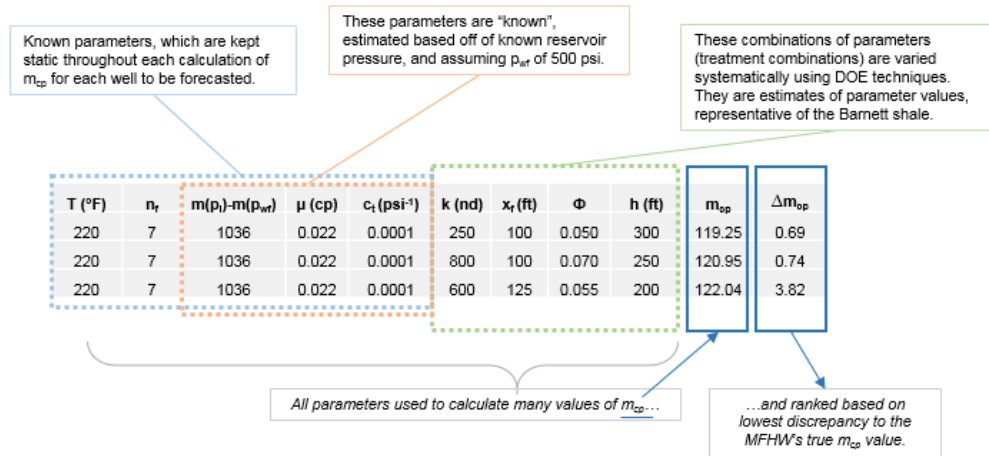 Known parameters, which are kept
static throughout each calculation of
mcp for each well to be forecasted.
These parameters are “known”,
estimated based off of known reservoir
pressure, and assuming pwf of 500 psi.
These combinations of parameters
(treatment combinations) are varied
systematically using DOE techniques.
They are estimates of parameter values,
representative of the Barnett shale.
T (°F) nf m(pi)-m(pwf) μ (cp) ct (psi-1) k (nd) xf (ft) Φ h (ft) mcp Δmcp
220 7 1036 0.022 0.0001 250 100 0.050 300 119.25 0.69
220 7 1036 0.022 0.0001 800 100 0.070 250 120.95 0.74
220 7 1036 0.022 0.0001 600 125 0.055 200 122.04 3.82
All parameters used to calculate many values of mcp…
…and ranked based on
lowest discrepancy to the
MFHW's true mcp value.